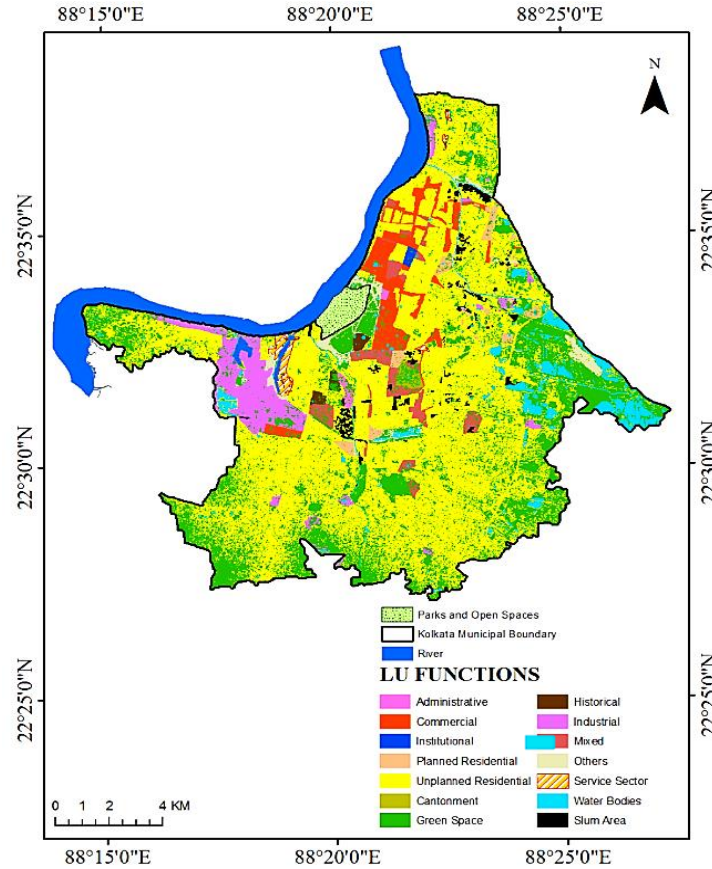 88°15'0"E 88°20'0"E 88°25'0"E
N
22°35'0"N 22°35'0"N
22°30'0"N 22°30'0"N
22°25'0"N 22°25'0"N
Parks and Open Spaces
Kolkata Municipal Boundary
River
LU FUNCTIONS
Administrative
Commercial
Institutional
Planned Residential
Unplanned Residential
Cantonment
Green Space
Historical
Industrial
Mixed
Others
Service Sector
Water Bodies
Slum Area
0 1 2 4 KM
88°15'0"E 88°20'0"E 88°25'0"E